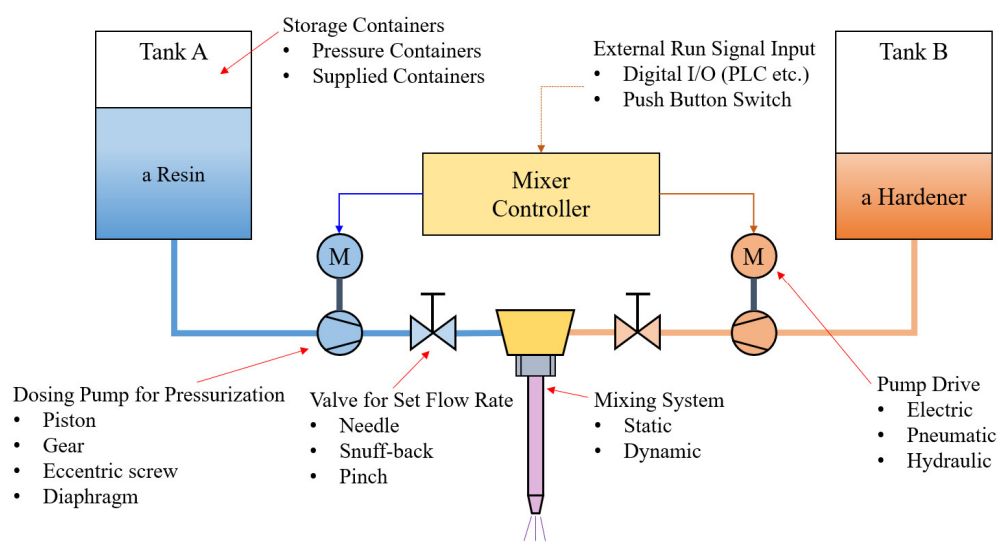 Storage Containers
• Pressure Containers
• Supplied Containers
Tank A
a Resin
External Run Signal Input
• Digital I/O (PLC etc.)
• Push Button Switch
Tank B
a Hardener
Mixer
Controller
M
M
Dosing Pump for Pressurization
• Piston
• Gear
• Eccentric screw
• Diaphragm
Valve for Set Flow Rate
• Needle
• Snuff-back
• Pinch
Mixing System
• Static
• Dynamic
Pump Drive
• Electric
• Pneumatic
• Hydraulic